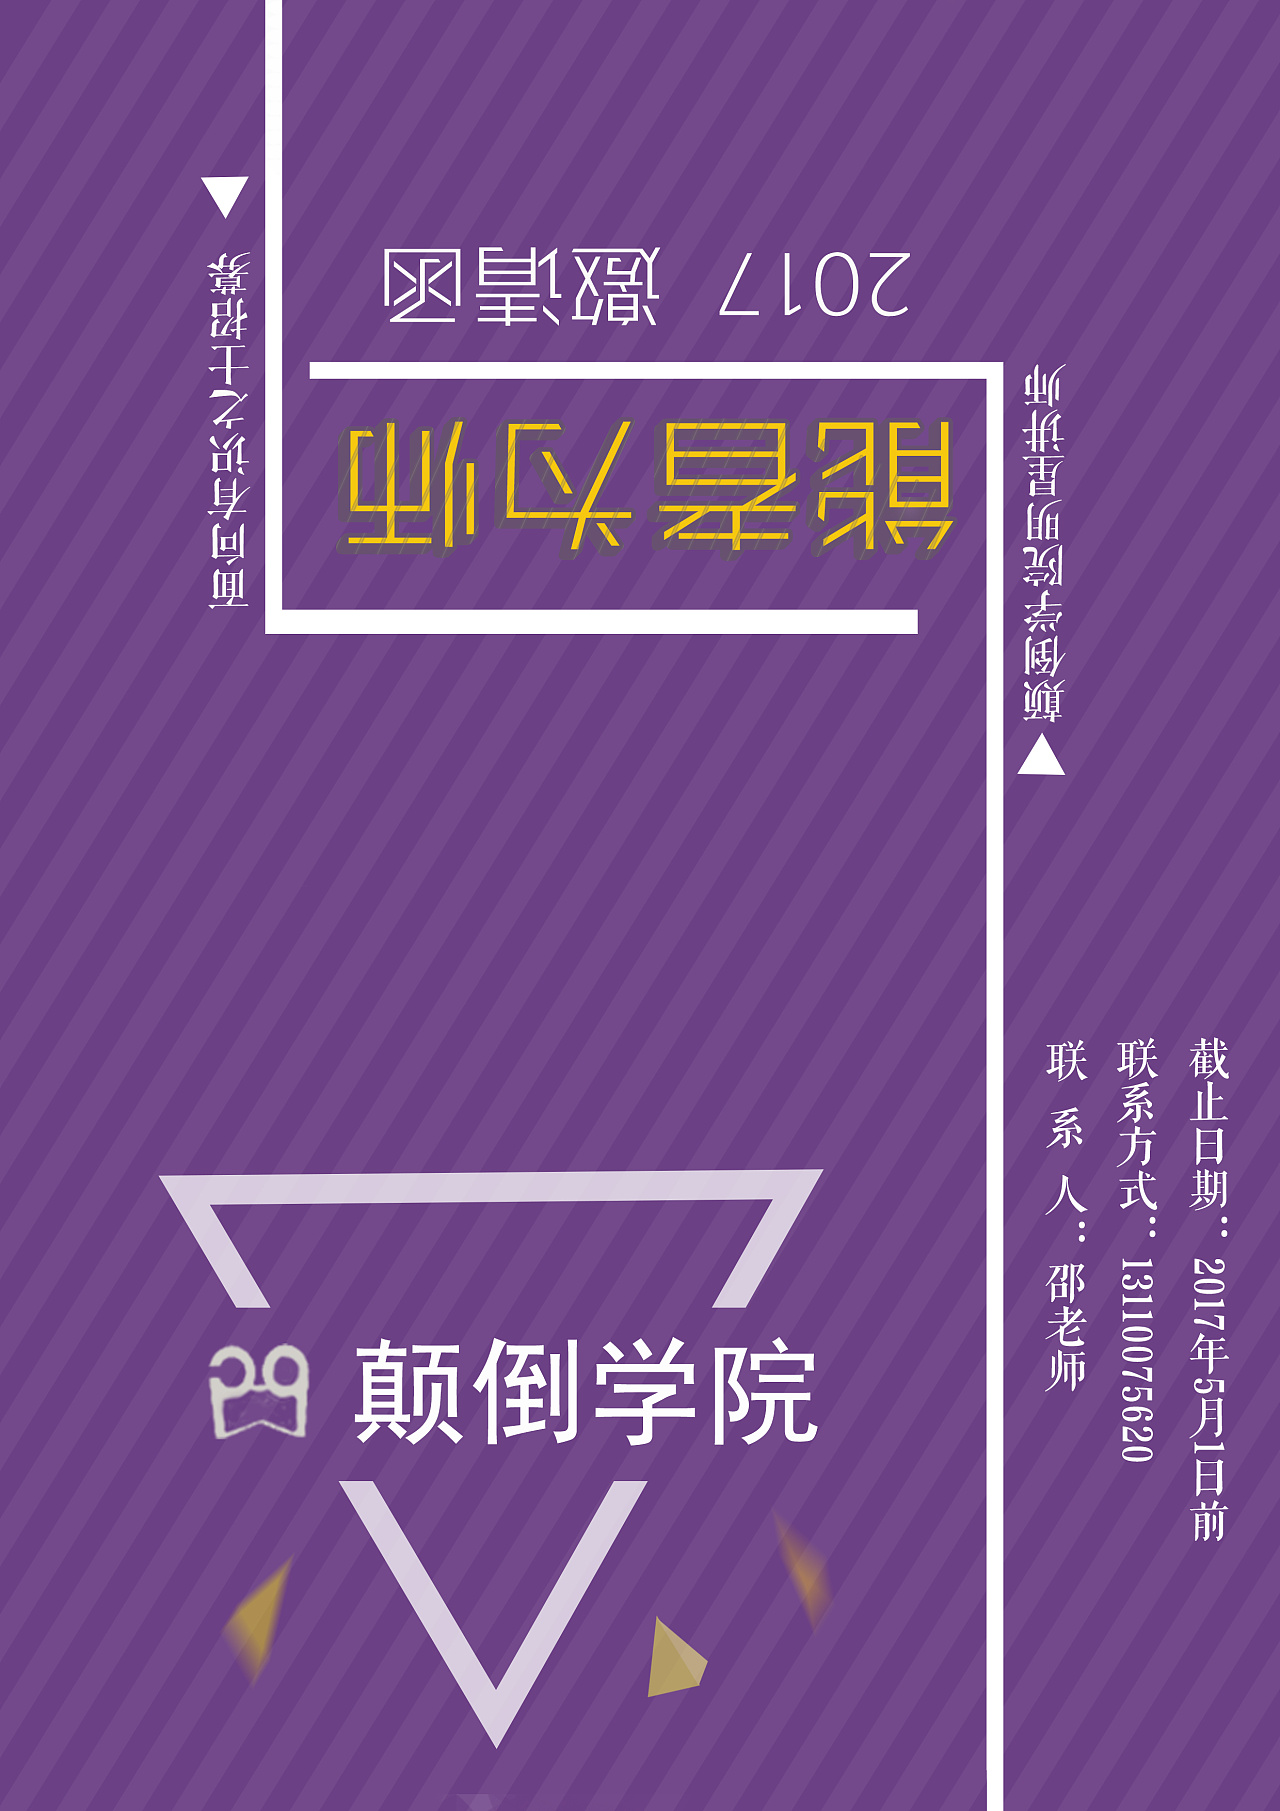 2017 邀请函
能者为师
颠倒学院明星讲师
面向有识之士招募
颠倒学院
截止日期：2017年5月1日前
联系方式：13110075620
联系人：邵老师